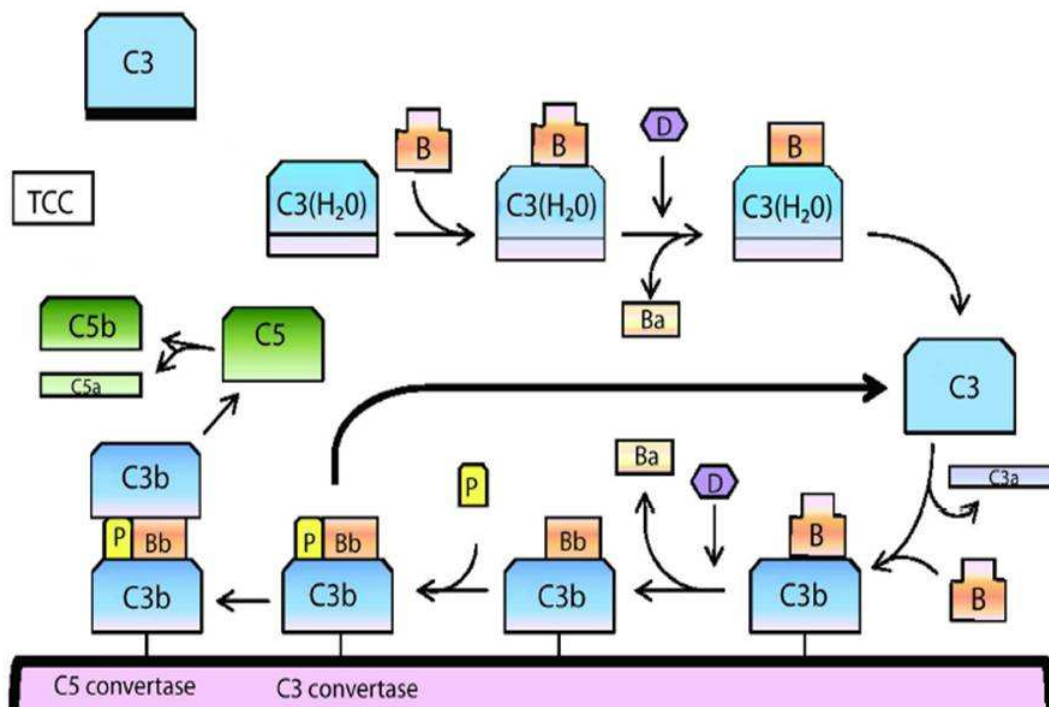 C3
B
B
D
B
C3(H₂0)
C3(H₂0)
C3(H₂0)
TCC
Ba
C5b
C5
C5a
C3
Ba
P
D
C3a
C3b
P
Bb
P
Bb
Bb
B
B
C3b
C3b
C3b
C3b
C5 convertase
C3 convertase